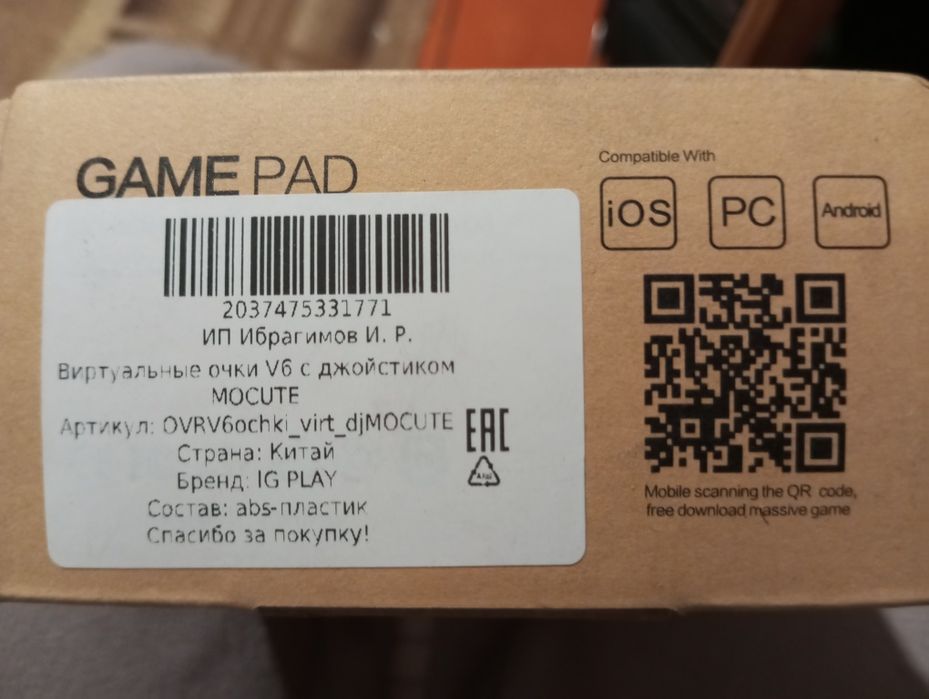 GAME PAD
2037475331771
ИП Ибрагимов И. Р.
Виртуальные очки V6 с джойстиком
MOCUTE
Артикул: OVRV6ochki_virt_djMOCUTE
Страна: Китай
Бренд: IG PLAY
Состав: abs-пластик
Спасибо за покупку!
EAC
Compatible With
iOS
PC
Android
Mobile scanning the QR code,
free download massive game